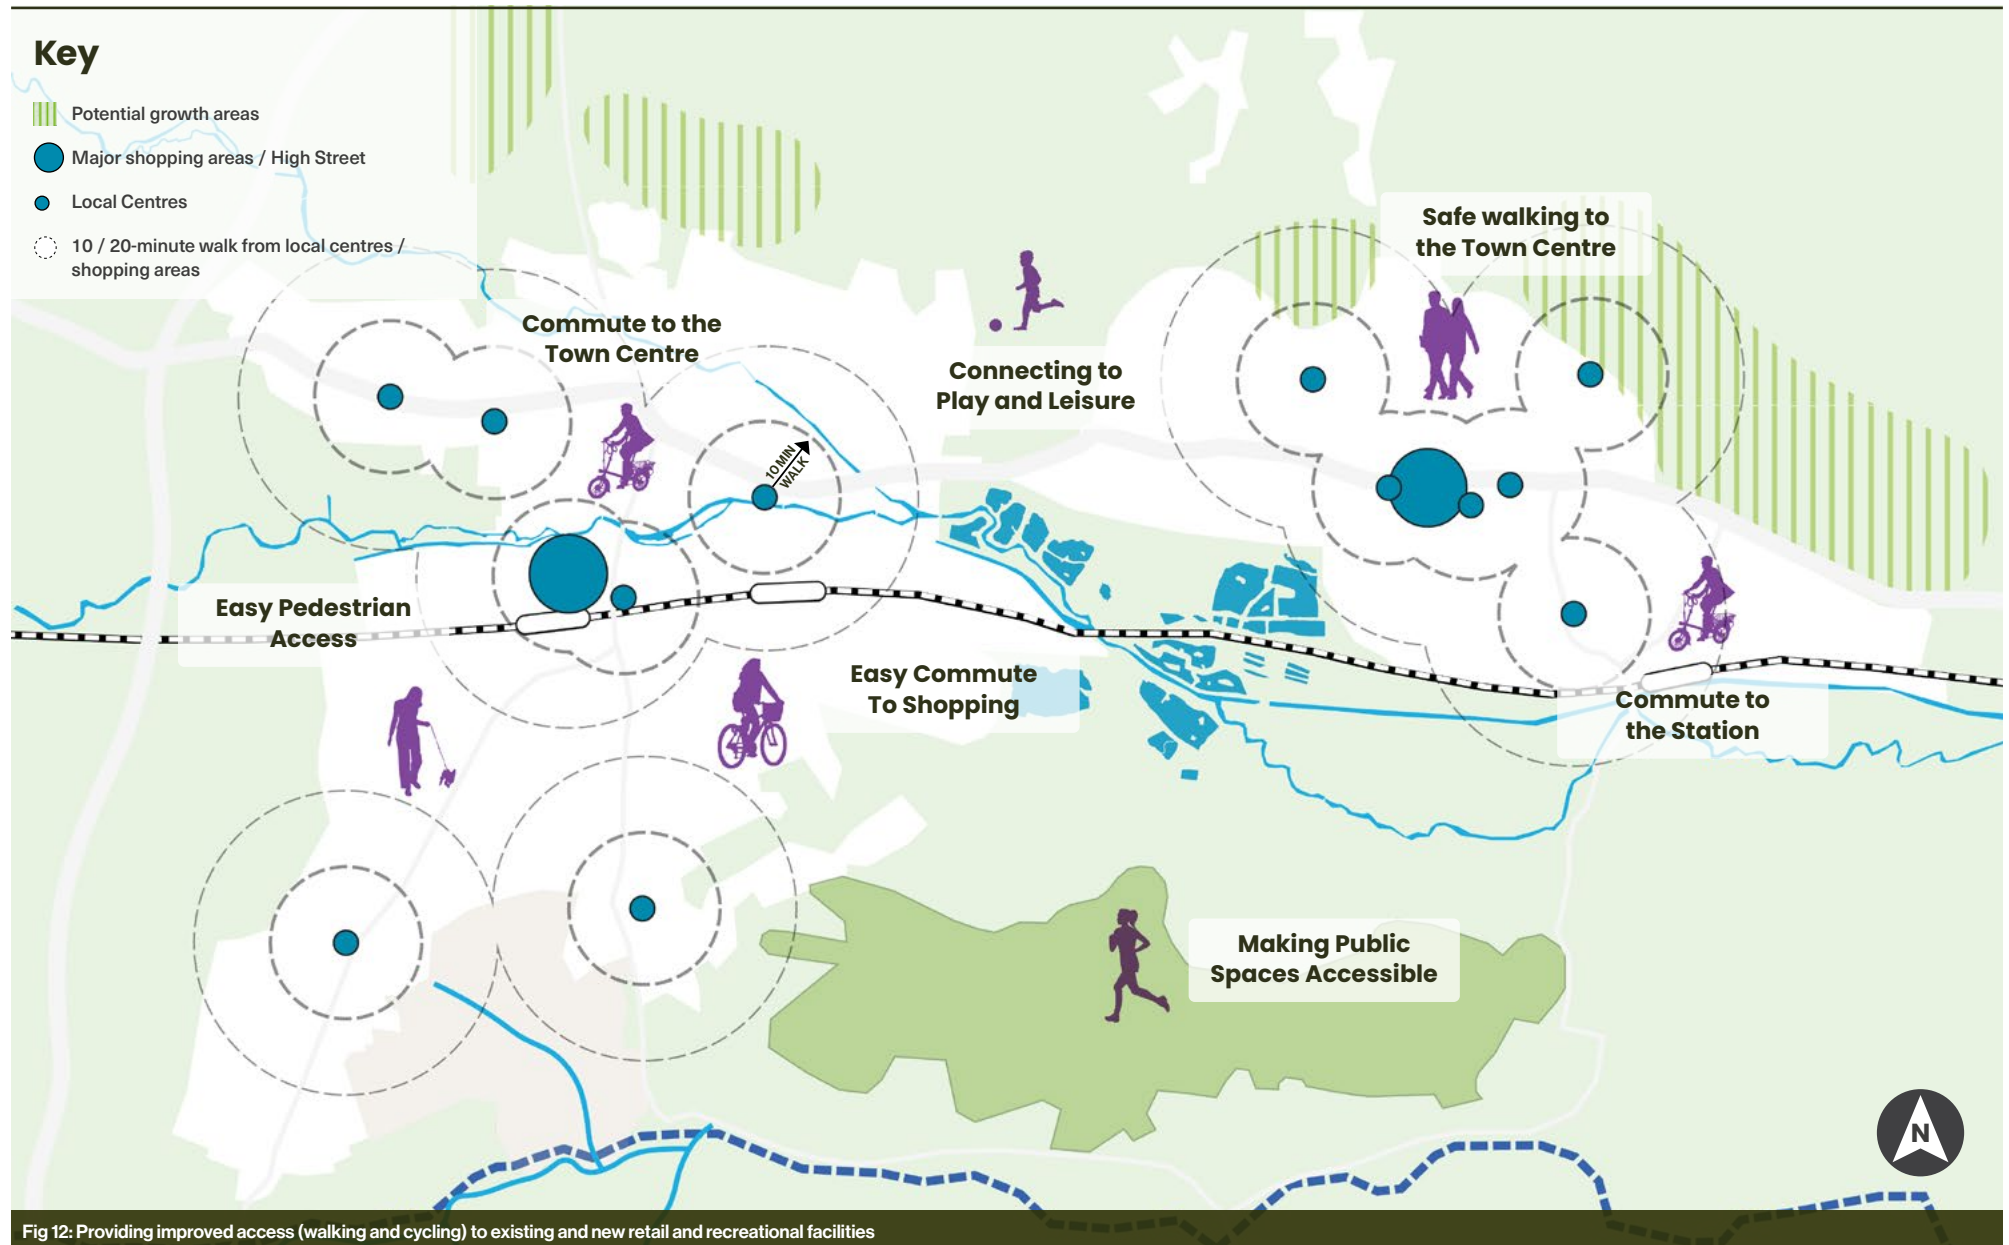 Key
Potential growth areas
Major shopping areas / High Street
Local Centres
10 / 20-minute walk from local centres /
shopping areas
Safe walking to
the Town Centre
Commute to the
Town Centre
Connecting to
Play and Leisure
10 MIN
WALK
Easy Pedestrian
Access
Easy Commute
To Shopping
Commute to
the Station
Making Public
Spaces Accessible
N
Fig 12: Providing improved access (walking and cycling) to existing and new retail and recreational facilities